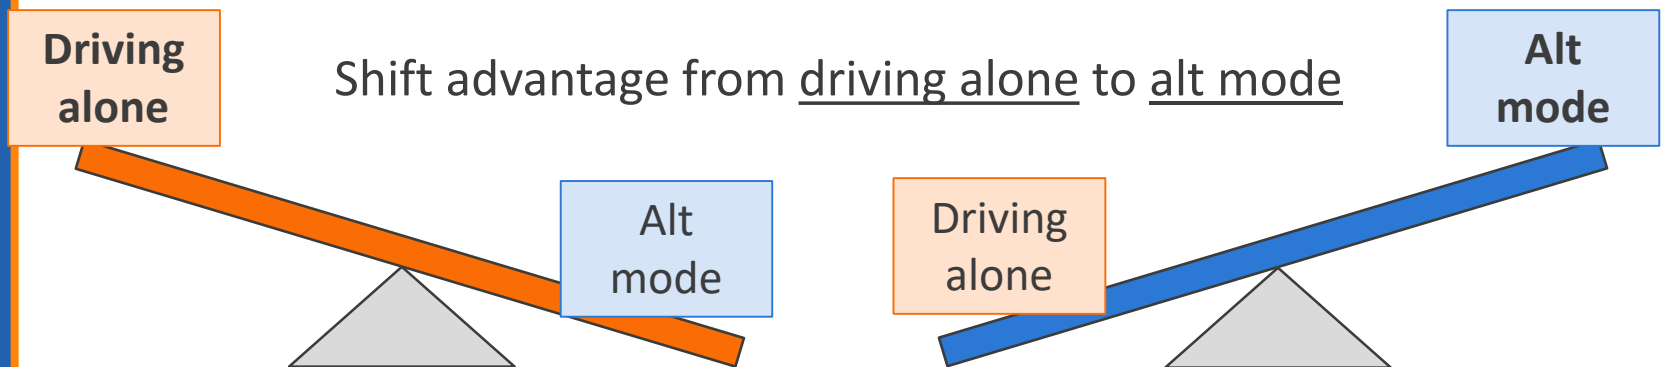 Driving
alone
Shift advantage from driving alone to alt mode
Alt
mode
Alt
mode
Driving
alone